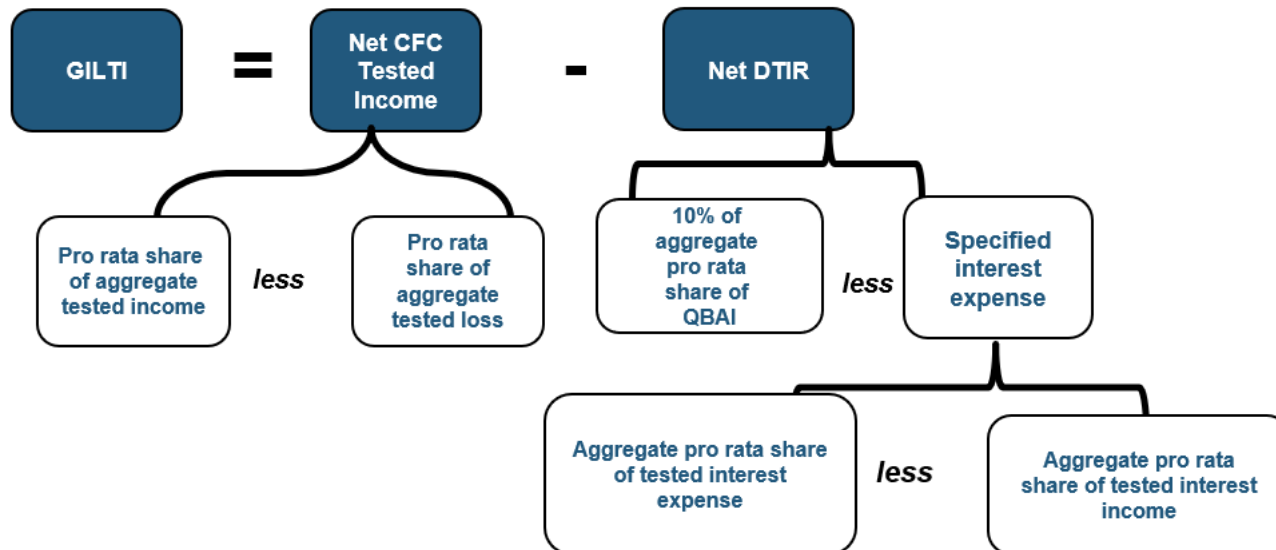 GILTI
=
Net CFC
Tested
Income
-
Net DTIR
Pro rata share
of aggregate
tested income
less
Pro rata
share of
aggregate
tested loss
10% of
aggregate
pro rata
share of
QBAI
less
Specified
interest
expense
Aggregate pro rata share
of tested interest
expense
less
Aggregate pro rata
share of tested interest
income